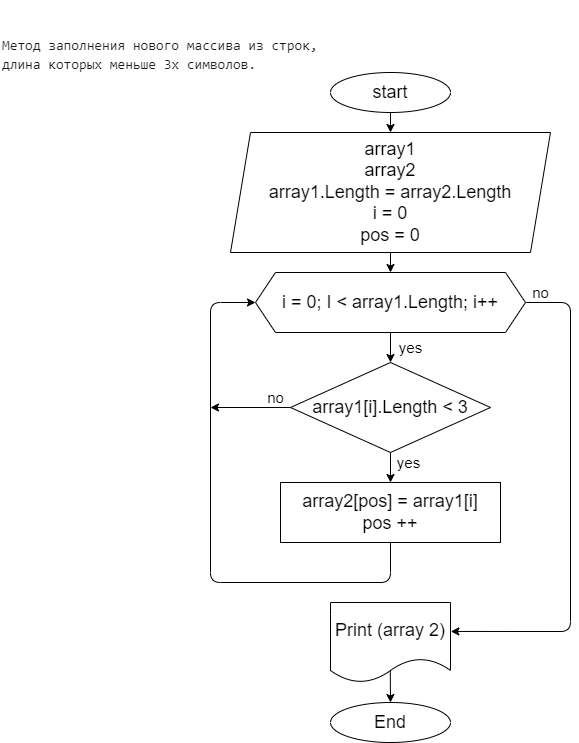 Метод заполнения нового массива из строк,
длина которых меньше 3х символов.
start
array1
array2
array1.Length = array2.Length
i = 0
pos = 0
i = 0; I < array1.Length; i++
no
yes
array1[i].Length < 3
no
yes
array2[pos] = array1[i]
pos ++
Print (array 2)
End